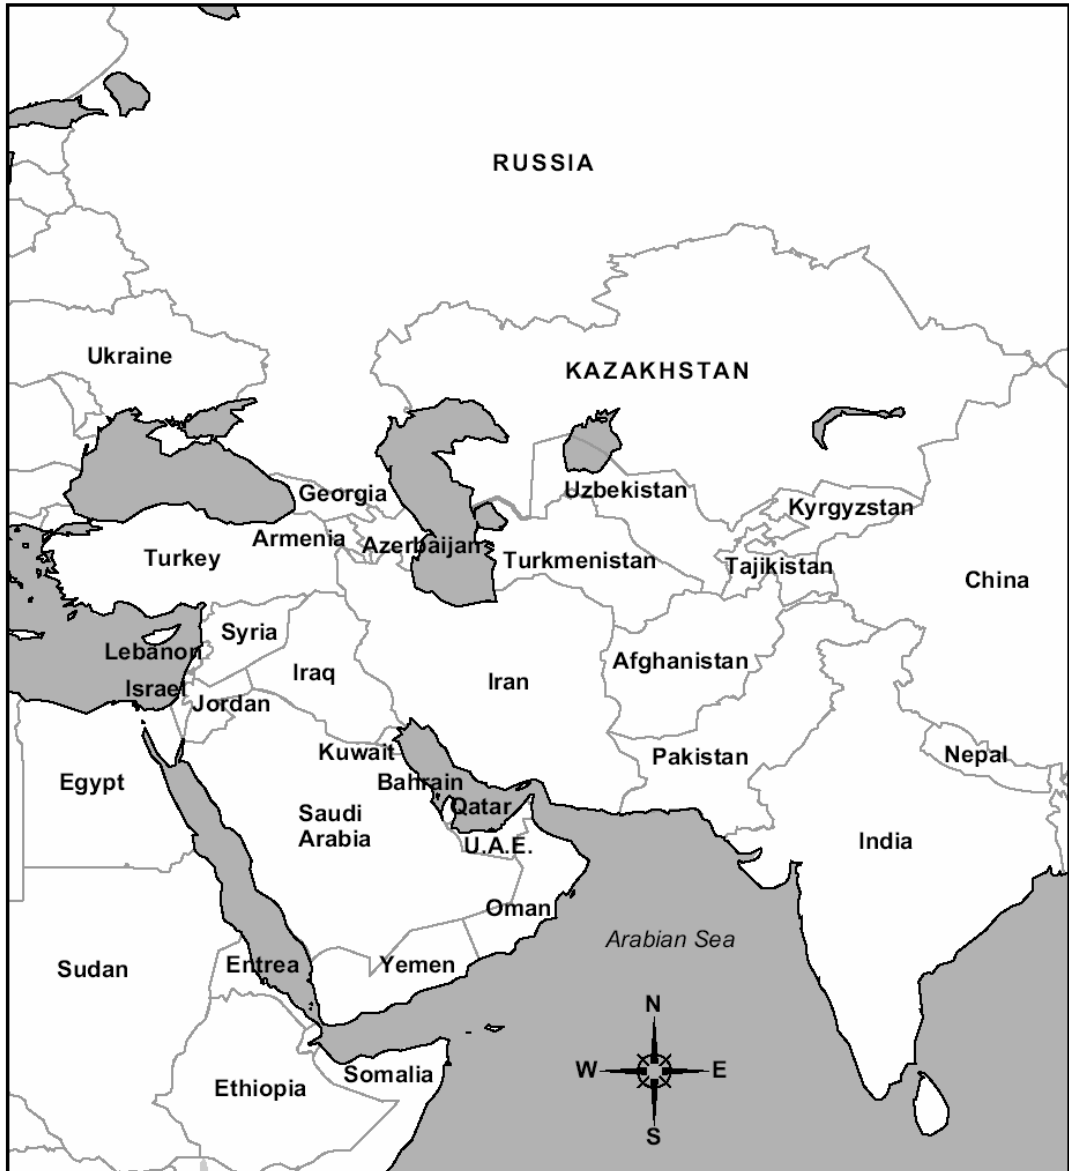 RUSSIA
Ukraine
KAZAKHSTAN
Georgia
Uzbekistan
Kyrgyzstan
Armenia
Azerbaijan
Turkey
Turkmenistan
Tajikistan
China
Syria
Lebanon
Afghanistan
Iraq
Iran
Israel
Jordan
Kuwait
Pakistan
Nepal
Egypt
Bahrain
Qatar
Saudi
Arabia
U.A.E.
India
Oman
Arabian Sea
Sudan
Entrea
Yemen
N
W
E
S
Somalia
Ethiopia